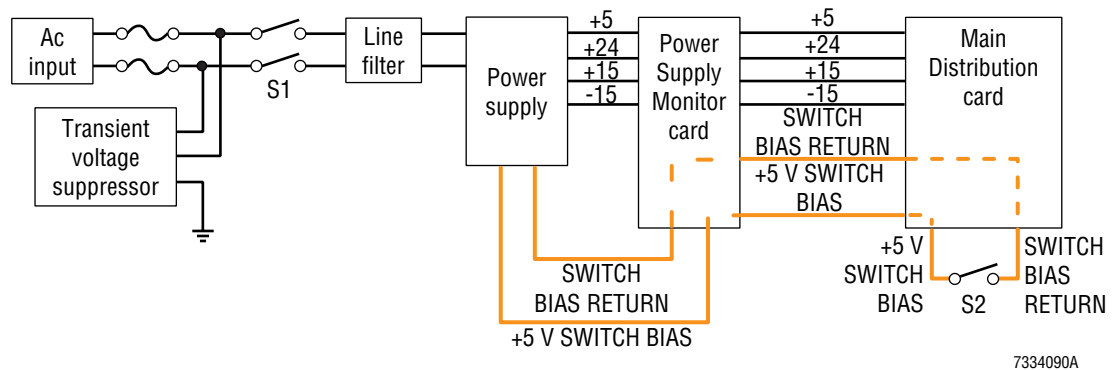 Ac
input
S1
Line
filter
Transient
voltage
suppressor
Power
supply
+5
+24
+15
-15
Power
Supply
Monitor
card
+5
+24
+15
-15
SWITCH
BIAS RETURN
+5 V SWITCH
BIAS
Main
Distribution
card
SWITCH
BIAS RETURN
+5 V SWITCH BIAS
+5 V
SWITCH
BIAS
S2
SWITCH
BIAS
RETURN
7334090A